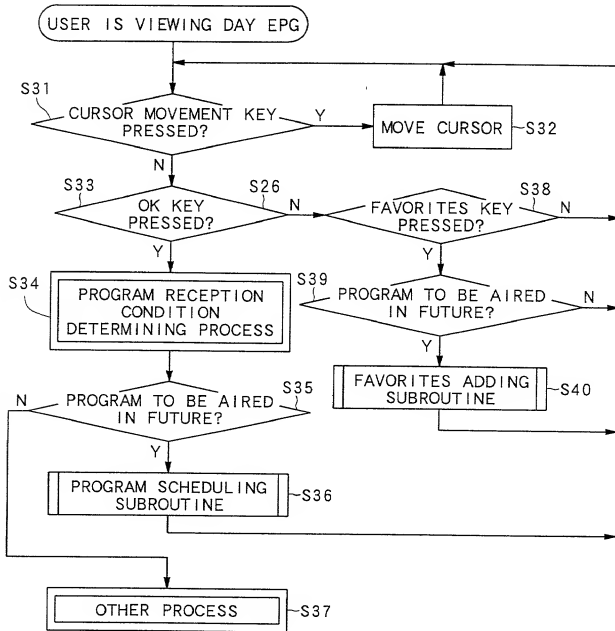 USER IS VIEWING DAY EPG
S31
CURSOR MOVEMENT KEY
PRESSED?
Y
MOVE CURSOR
S32
N
S33
OK KEY
PRESSED?
S26
N
FAVORITES KEY
PRESSED?
S38
N
Y
Y
S34
PROGRAM RECEPTION
CONDITION
DETERMINING PROCESS
S39
PROGRAM TO BE AIRED
IN FUTURE?
N
Y
FAVORITES ADDING
SUBROUTINE
S40
N
PROGRAM TO BE AIRED
IN FUTURE?
S35
Y
PROGRAM SCHEDULING
SUBROUTINE
S36
OTHER PROCESS
S37